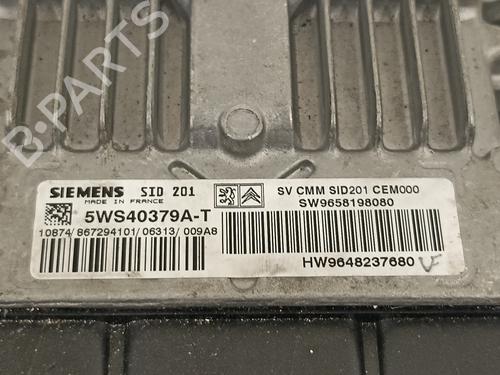 B-PARTS
SIEMENS SID 201
MADE IN FRANCE
5WS40379A-T
10874/ 867294101/06313/ 009A8
SV CMM SID201 CEM000
SW9658198080
HW9648237680